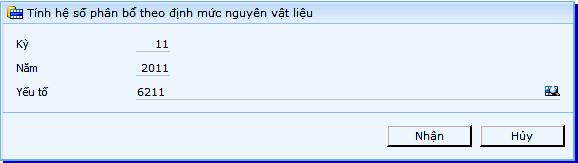 Tính hệ số phân bổ theo định mức nguyên vật liệu
Kỳ 11
Năm 2011
Yếu tố 6211
Nhận Hủy